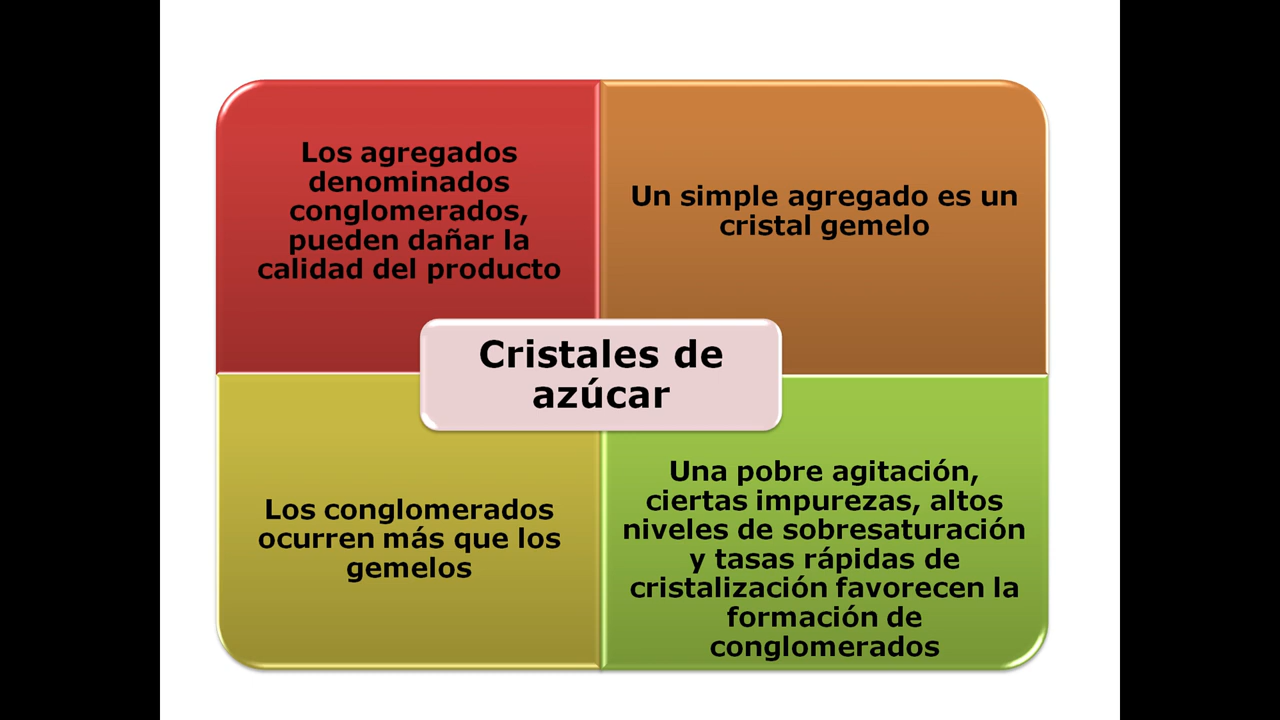 Los agregados
denominados
conglomerados,
pueden dañar la
calidad del producto
Un simple agregado es un
cristal gemelo
Cristales de
azúcar
Los conglomerados
ocurren más que los
gemelos
Una pobre agitación,
ciertas impurezas, altos
niveles de sobresaturación
y tasas rápidas de
cristalización favorecen la
formación de
conglomerados